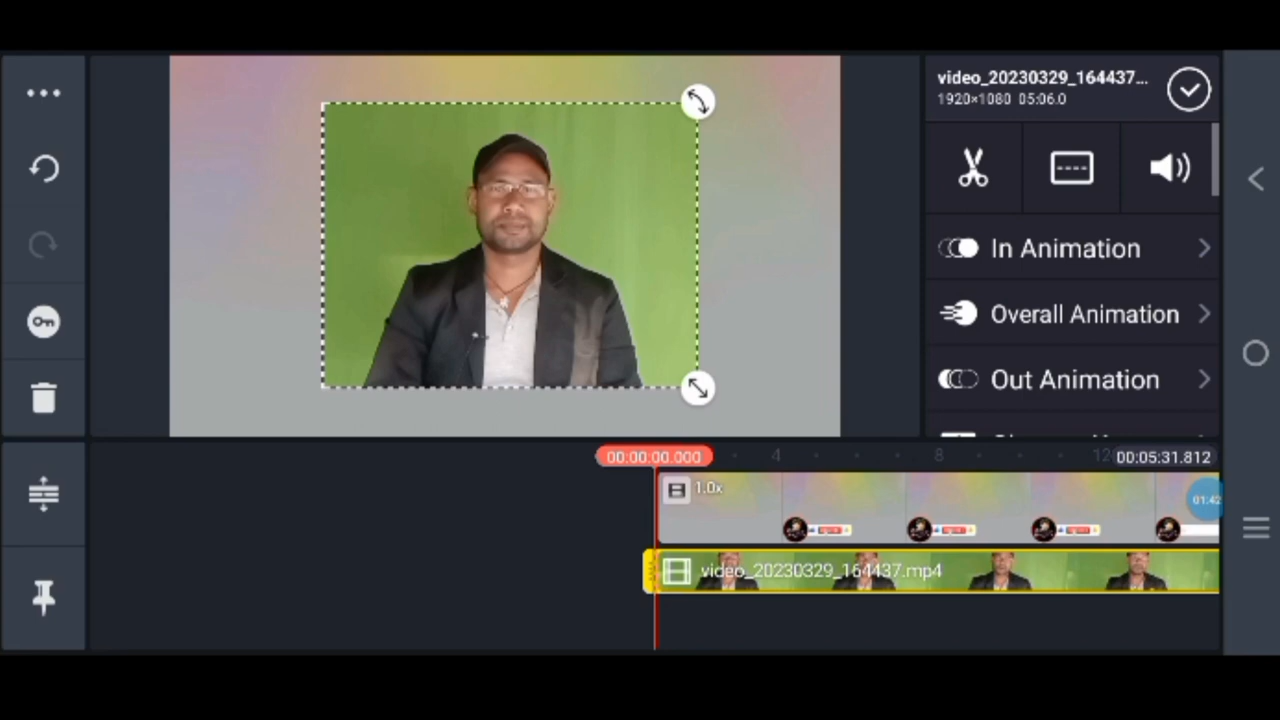 video_20230329_164437...
1920×1080 05:06.0
In Animation
Overall Animation
Out Animation
00:00:00.000
4
8
12
00:05:31.812
1.0x
01:42
video_20230329_164437.mp4